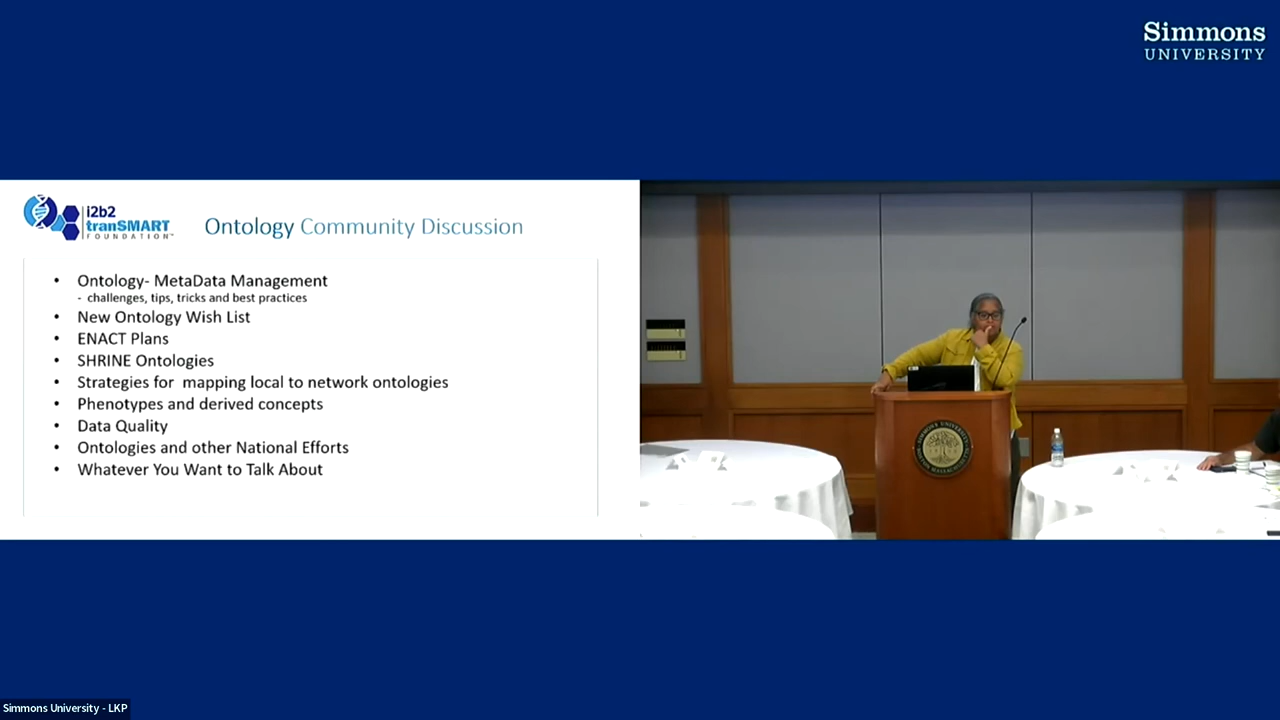 Simmons
UNIVERSITY
i2b2
tranSMART
FOUNDATION™
Ontology Community Discussion
• Ontology- MetaData Management
- challenges, tips, tricks and best practices
• New Ontology Wish List
• ENACT Plans
• SHRINE Ontologies
• Strategies for mapping local to network ontologies
• Phenotypes and derived concepts
• Data Quality
• Ontologies and other National Efforts
• Whatever You Want to Talk About
Simmons University - LKP